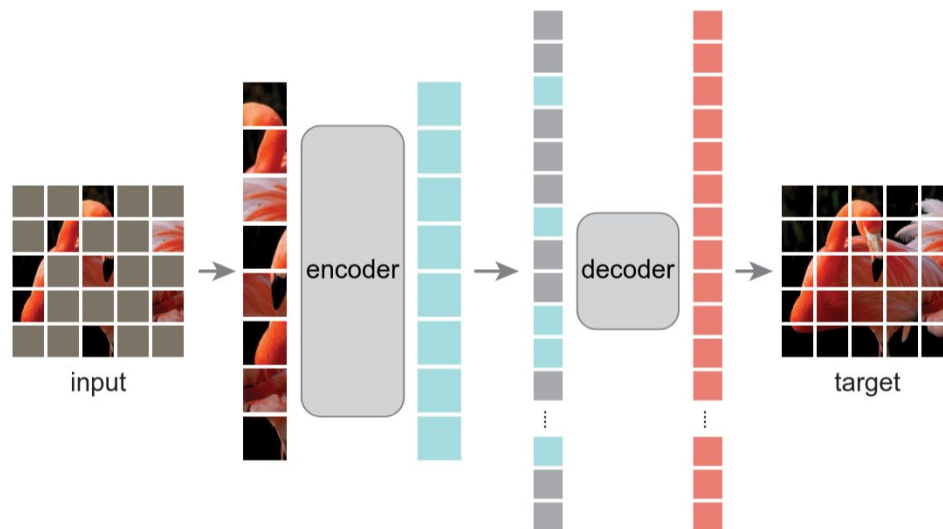 input
encoder
decoder
target